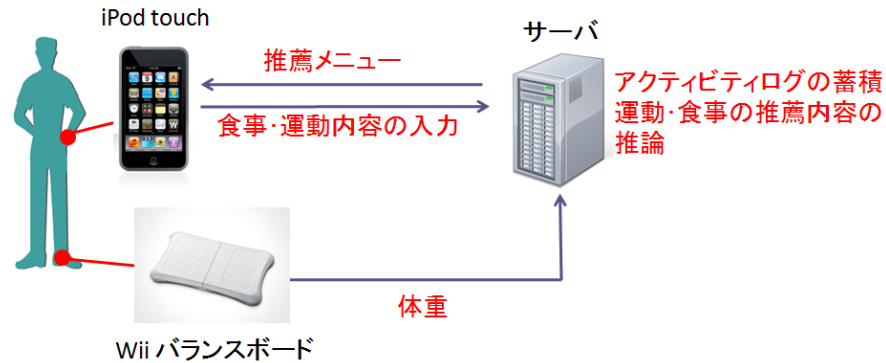 iPod touch
サーバ
推薦メニュー
食事・運動内容の入力
アクティビティログの蓄積
運動・食事の推薦内容の
推論
体重
Wii バランスボード